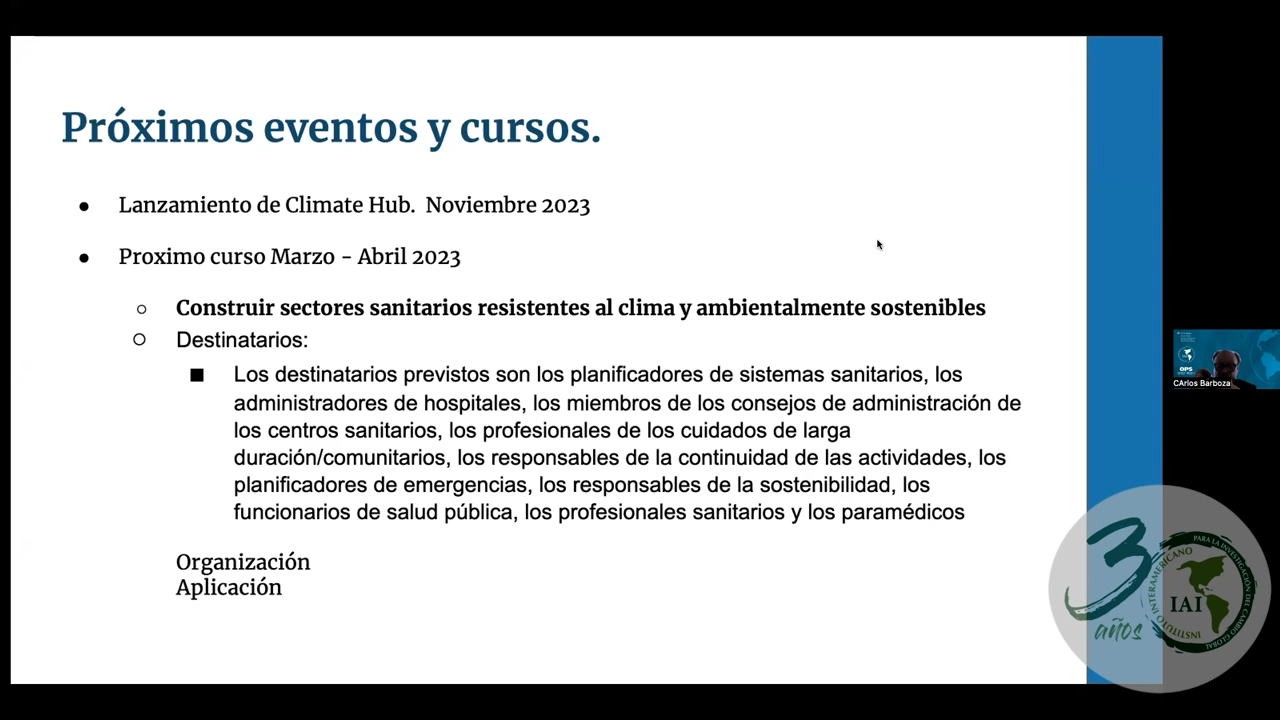 Próximos eventos y cursos.
● Lanzamiento de Climate Hub. Noviembre 2023
● Proximo curso Marzo - Abril 2023
○ Construir sectores sanitarios resistentes al clima y ambientalmente sostenibles
○ Destinatarios:
■ Los destinatarios previstos son los planificadores de sistemas sanitarios, los
administradores de hospitales, los miembros de los consejos de administración de
los centros sanitarios, los profesionales de los cuidados de larga
duración/comunitarios, los responsables de la continuidad de las actividades, los
planificadores de emergencias, los responsables de la sostenibilidad, los
funcionarios de salud pública, los profesionales sanitarios y los paramédicos
Organización
Aplicación
OPS
CArlos Barboza
3
años
INSTITUTO INTERAMERICANO
PARA LA INVESTIGACIÓN DEL CAMBIO GLOBAL
IAI